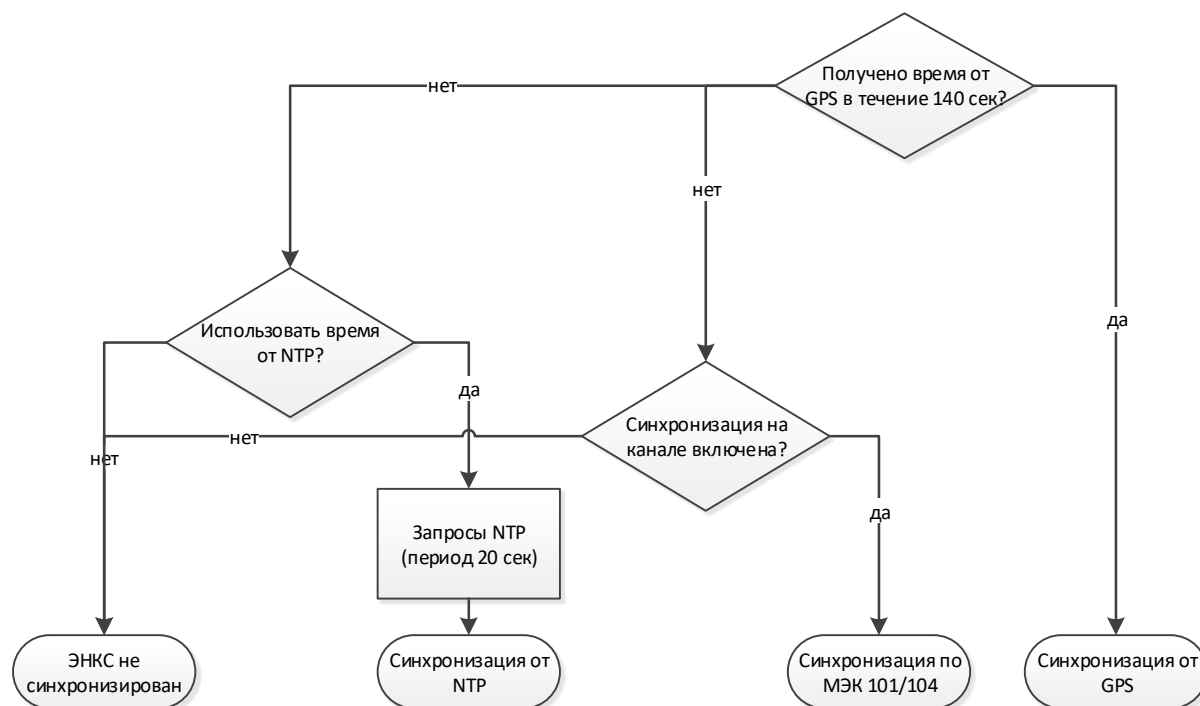 Получено время от
GPS в течение 140 сек?
нет
нет
да
Использовать время
от NTP?
да
Синхронизация на
канале включена?
нет
нет
да
Запросы NTP
(период 20 сек)
ЭНКС не
синхронизирован
Синхронизация от
NTP
Синхронизация по
МЭК 101/104
Синхронизация от
GPS